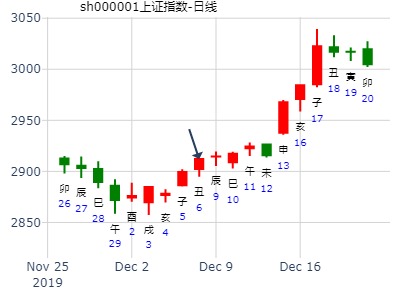 sh000001上证指数-日线
3050
3000
2950
2900
2850
卯
26
辰
27
巳
28
午
29
酉
2
戌
3
亥
4
子
5
丑
6
辰
9
巳
10
午
11
未
12
申
13
亥
16
子
17
丑
18
寅
19
卯
20
Nov 25
2019
Dec 2
Dec 9
Dec 16